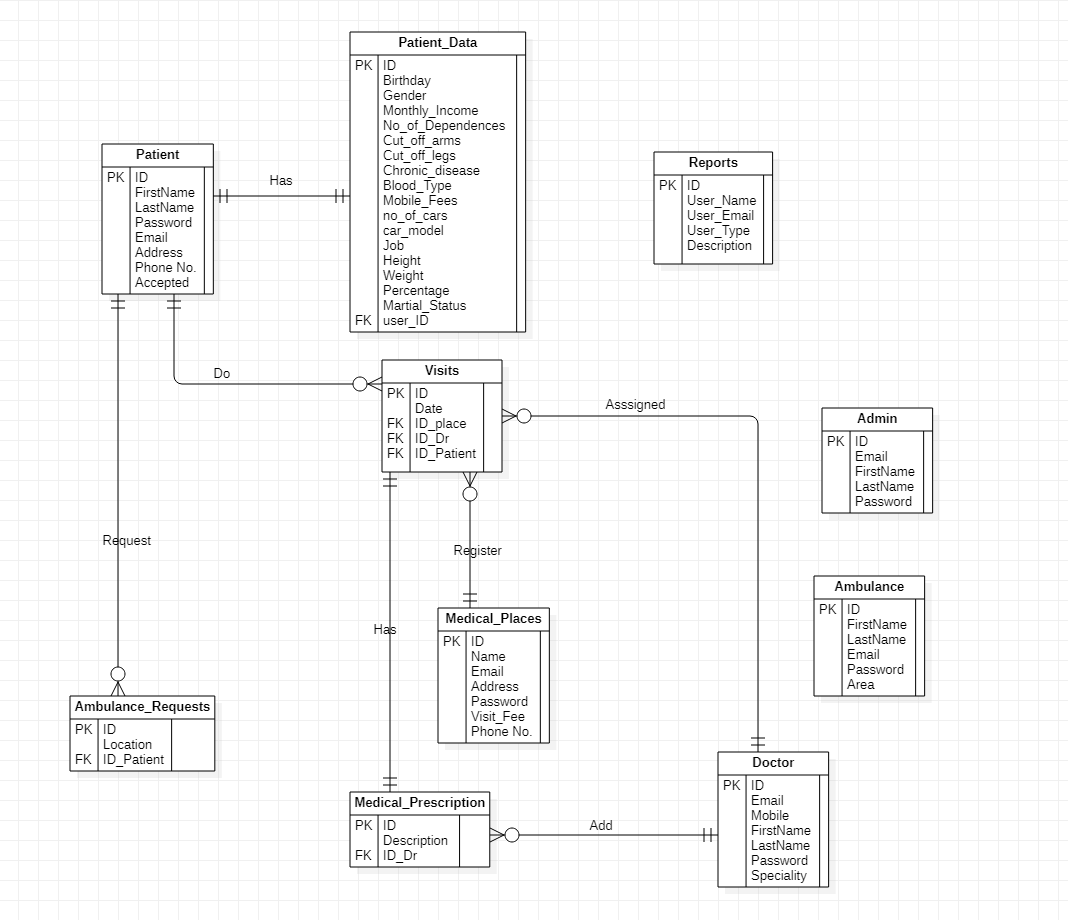 Patient_Data
PK ID
Birthday
Gender
Monthly_Income
No_of_Dependences
Cut_off_arms
Cut_off_legs
Chronic_disease
Blood_Type
Mobile_Fees
no_of_cars
car_model
Job
Height
Weight
Percentage
Martial_Status
FK user_ID
Patient
PK ID
FirstName
LastName
Password
Email
Address
Phone No.
Accepted
Has
Reports
PK ID
User_Name
User_Email
User_Type
Description
Do
Visits
PK ID
Date
FK ID_place
FK ID_Dr
FK ID_Patient
Asssigned
Admin
PK ID
Email
FirstName
LastName
Password
Request
Register
Has
Ambulance
PK ID
FirstName
LastName
Email
Password
Area
Medical_Places
PK ID
Name
Email
Address
Password
Visit_Fee
Phone No.
Ambulance_Requests
PK ID
Location
FK ID_Patient
Medical_Prescription
PK ID
Description
FK ID_Dr
Add
Doctor
PK ID
Email
Mobile
FirstName
LastName
Password
Speciality